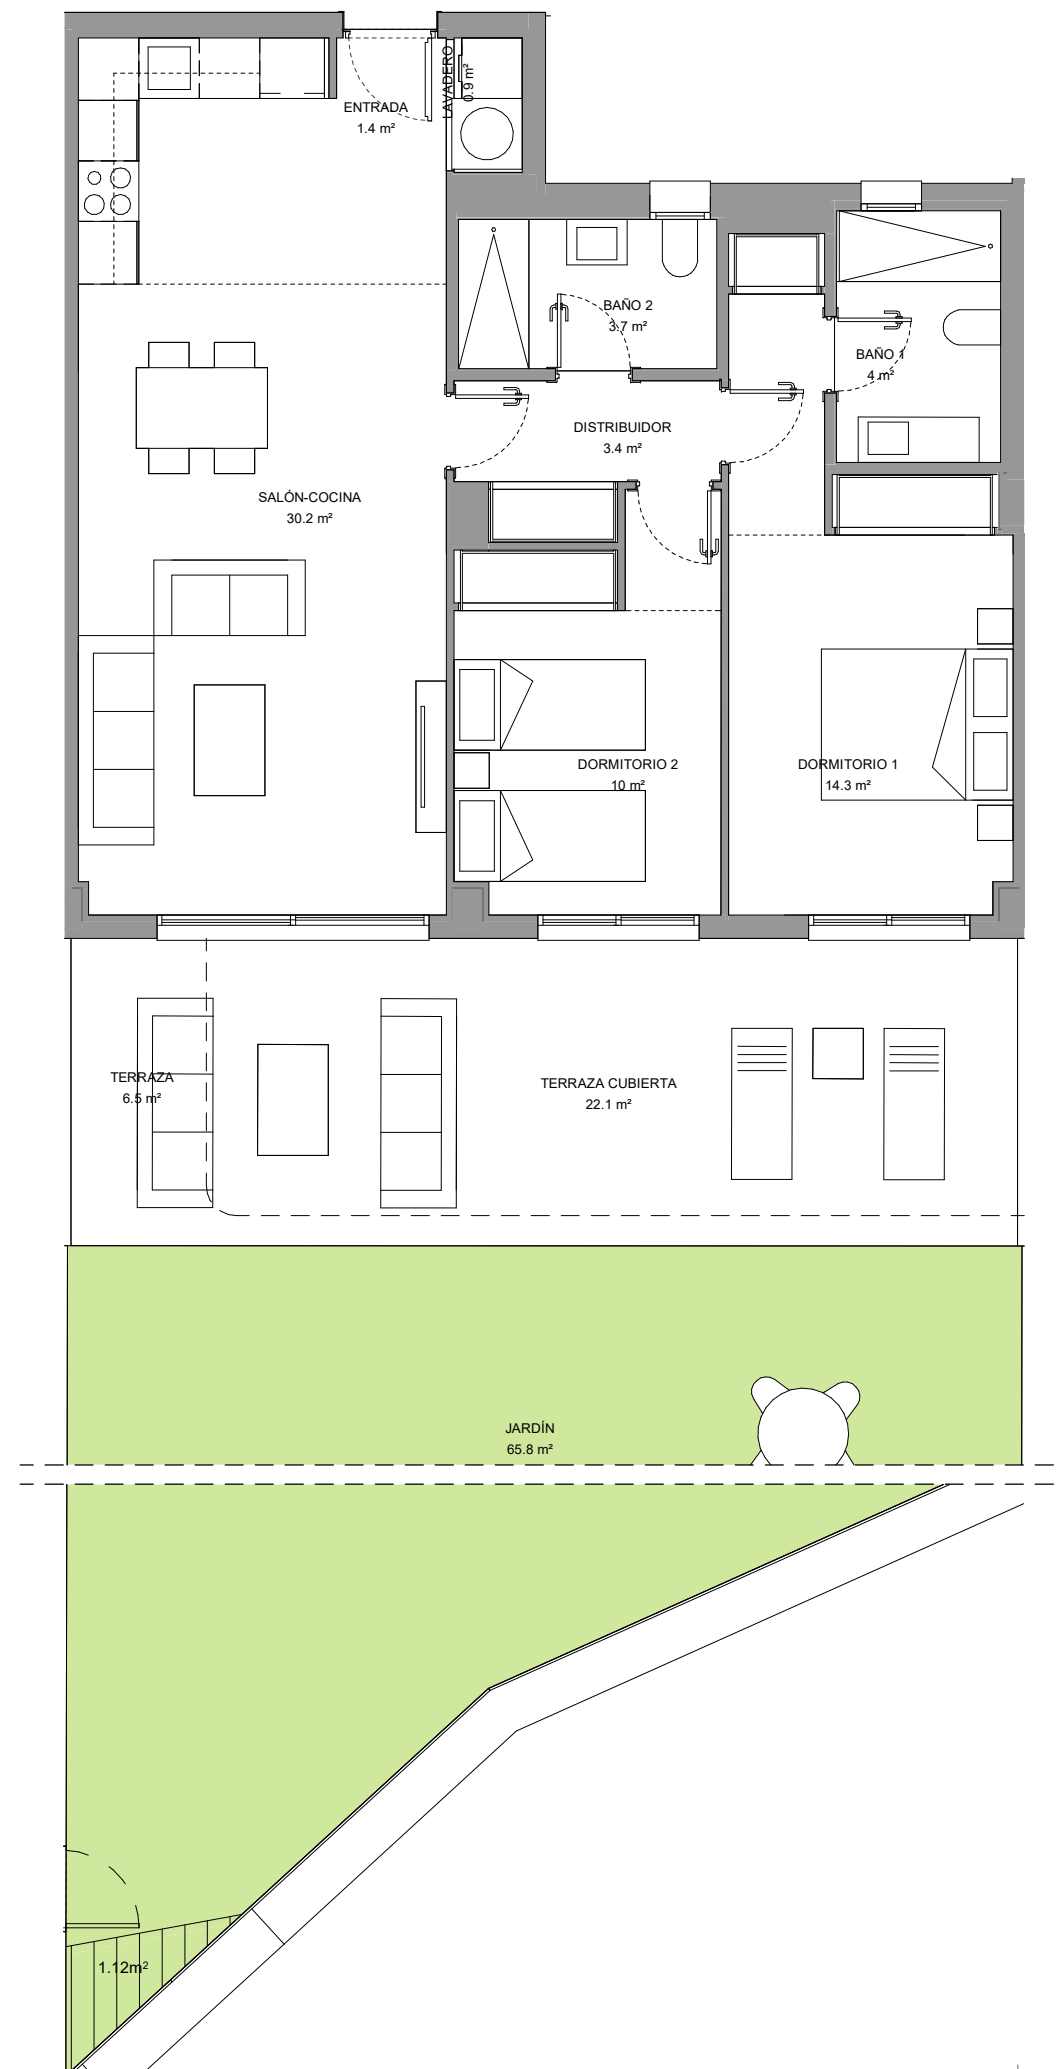 ENTRADA
1.4 m²
LAVADERO
0.9 m²
BAÑO 2
3.7 m²
BAÑO 1
4 m²
DISTRIBUIDOR
3.4 m²
SALÓN-COCINA
30.2 m²
DORMITORIO 2
10 m²
DORMITORIO 1
14.3 m²
TERRAZA
6.5 m²
TERRAZA CUBIERTA
22.1 m²
JARDÍN
65.8 m²
1.12m²